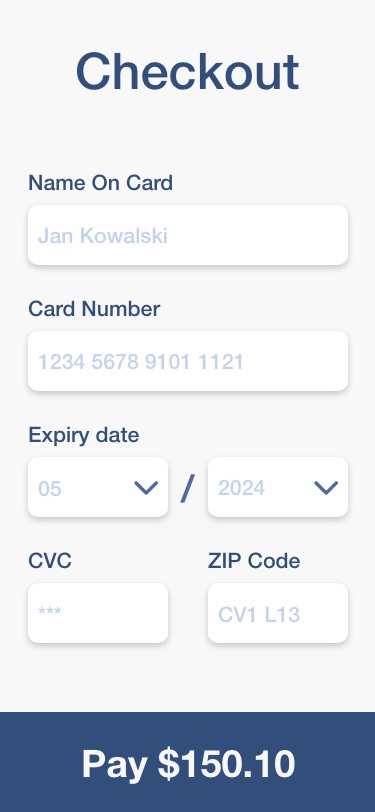 Checkout
Name On Card
Jan Kowalski
Card Number
1234 5678 9101 1121
Expiry date
05 / 2024
CVC ZIP Code
*** CV1 L13
Pay $150.10